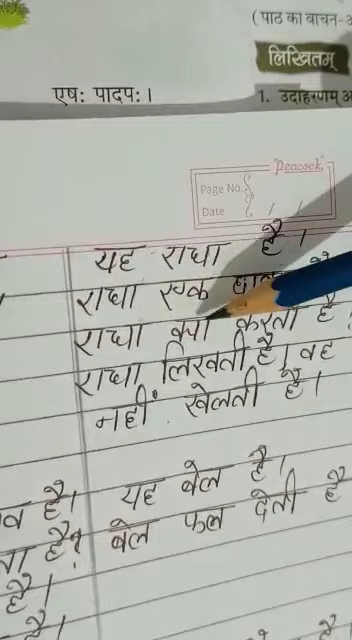 (पाठ का वाचन-
लिखितम्
एषः पादपः।
1. उदाहरणम् अ
Peacock
Page No.
Date
यह राधा है।
राधा एक
राधा क्या करती है
राधा लिखती है। वह
नहीं खेलती है।
है। यह बेल है।
है? बेल फल देती है
है।
है।